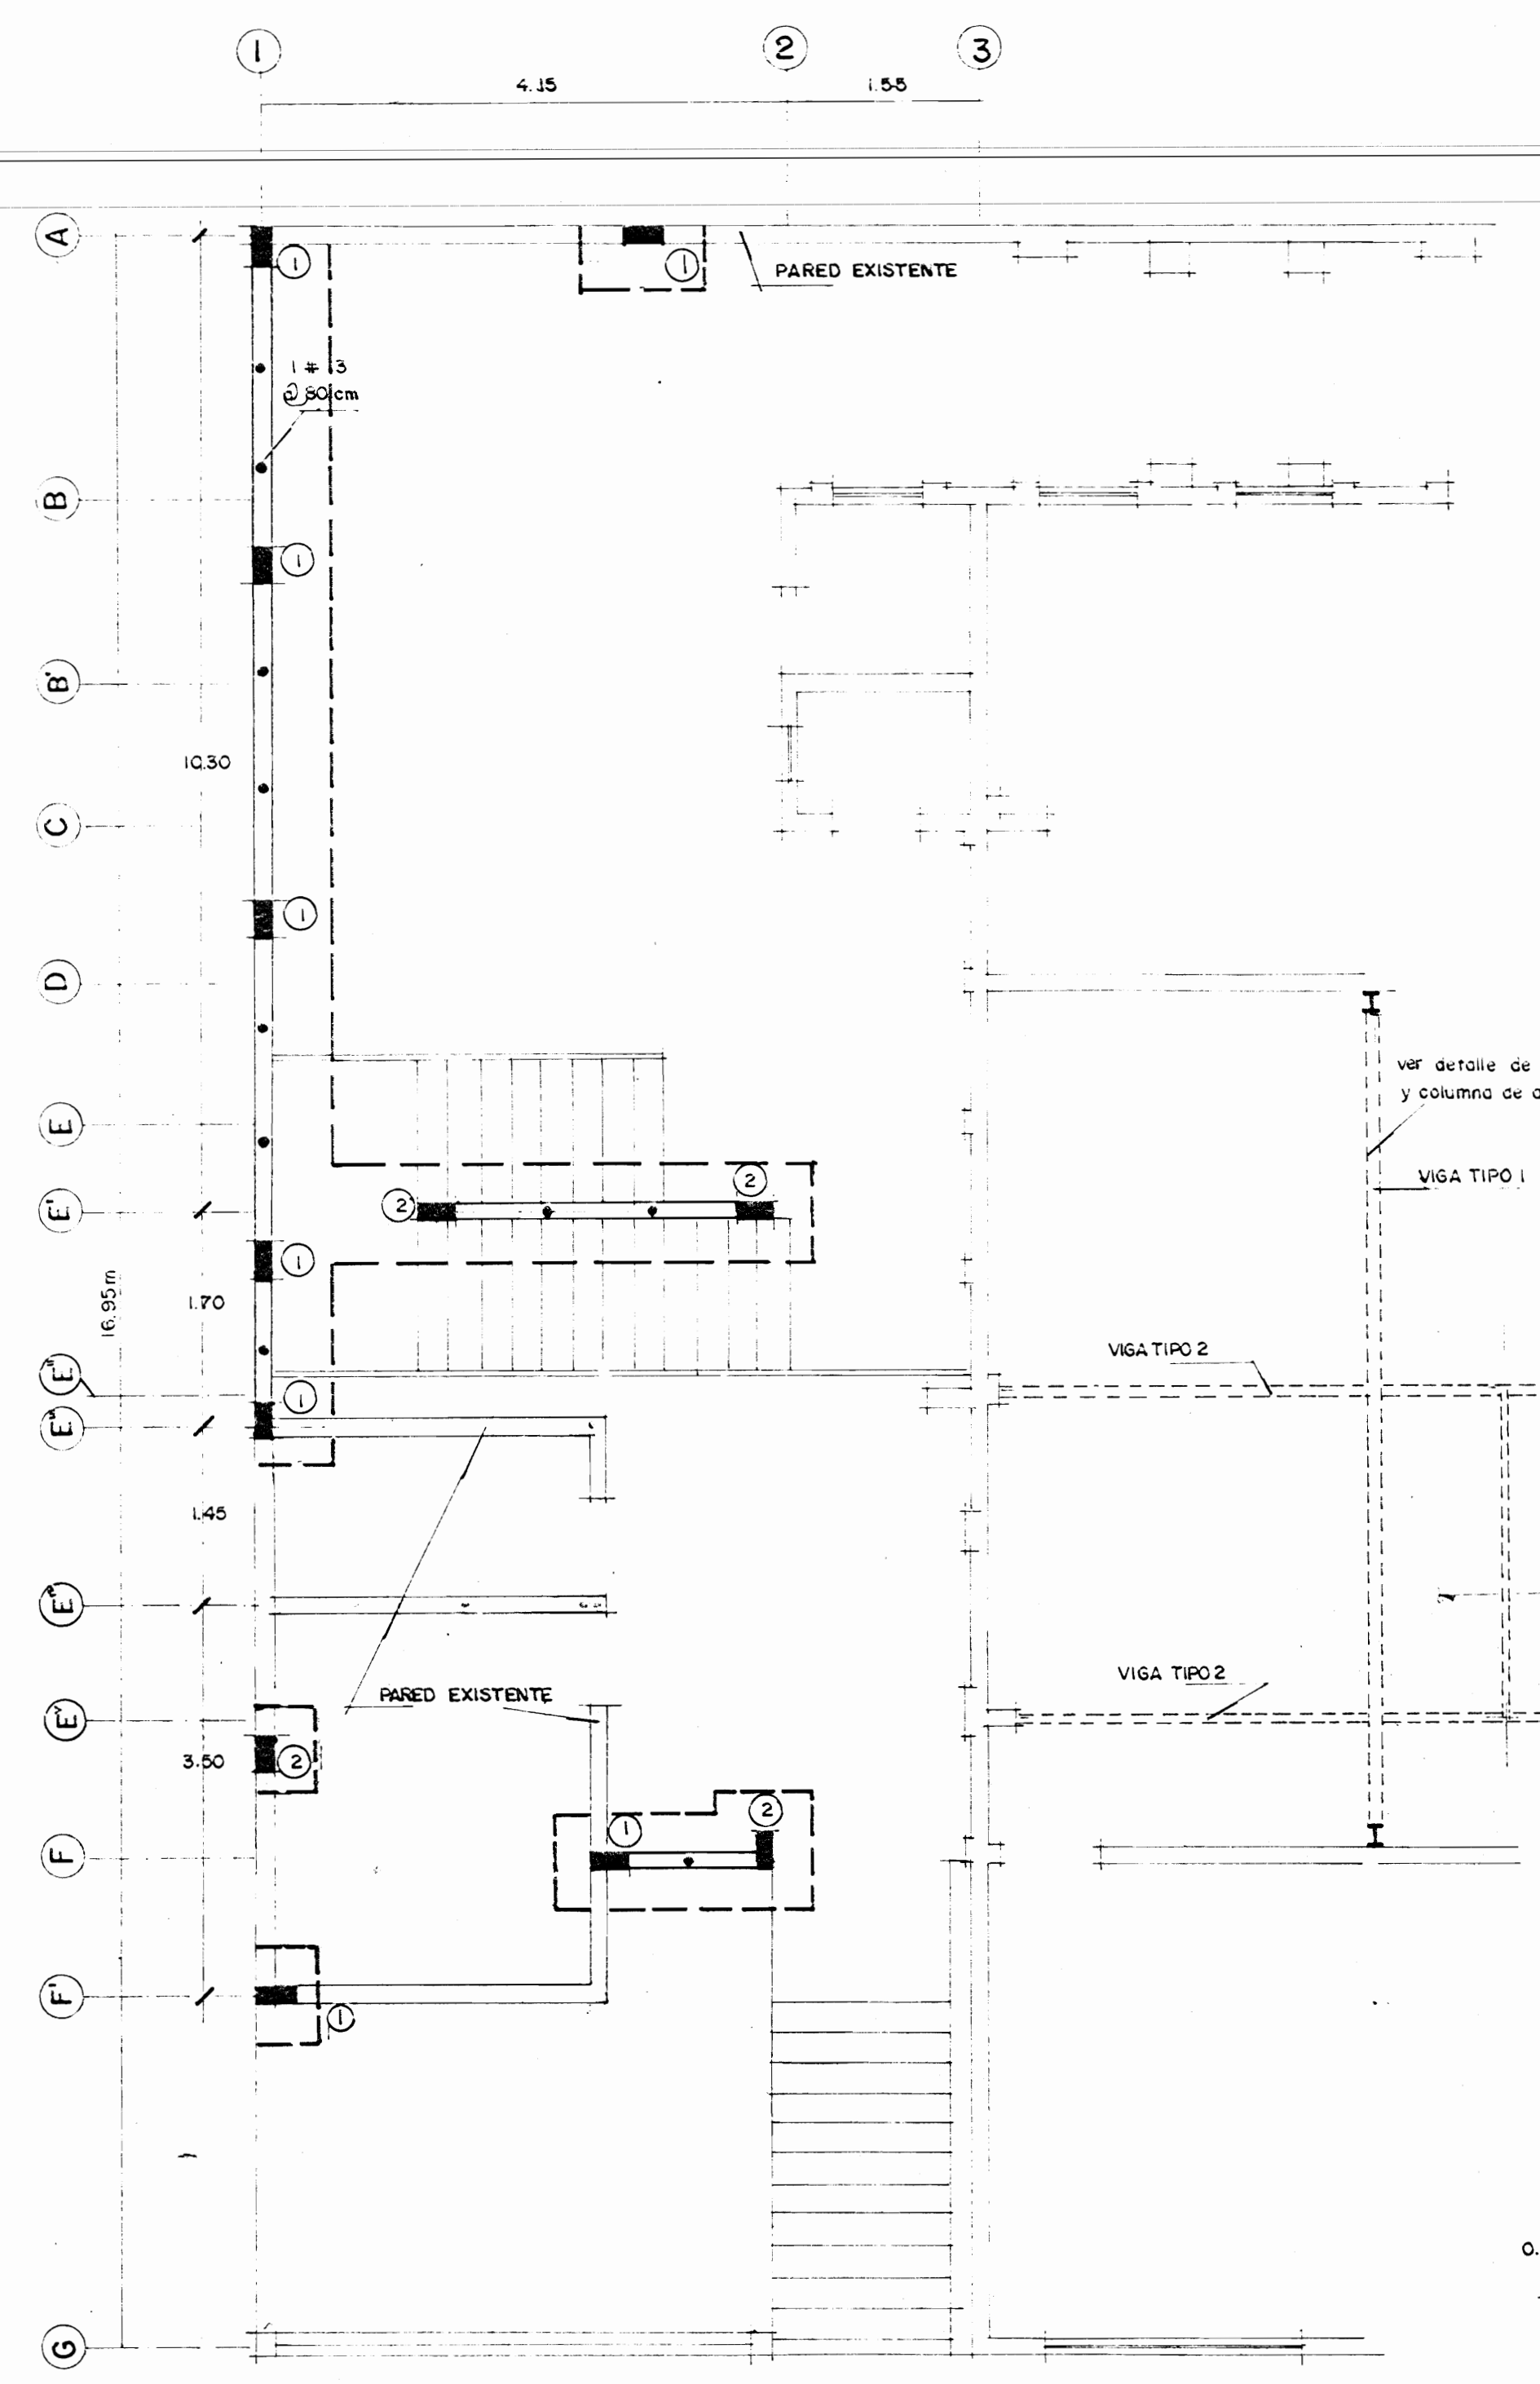 1
2
3
4.15
1.55
A
1
1
PARED EXISTENTE
1 # 3
@ 80 cm
B
1
B'
10.30
C
1
D
ver detalle de
y columna de a
E
VIGA TIPO 1
2
2
E'
1
16.95m
1.70
VIGA TIPO 2
E"
1
E"
1.45
E"'
VIGA TIPO 2
PARED EXISTENTE
3.50
2
2
1
F
F'
1
G
0.